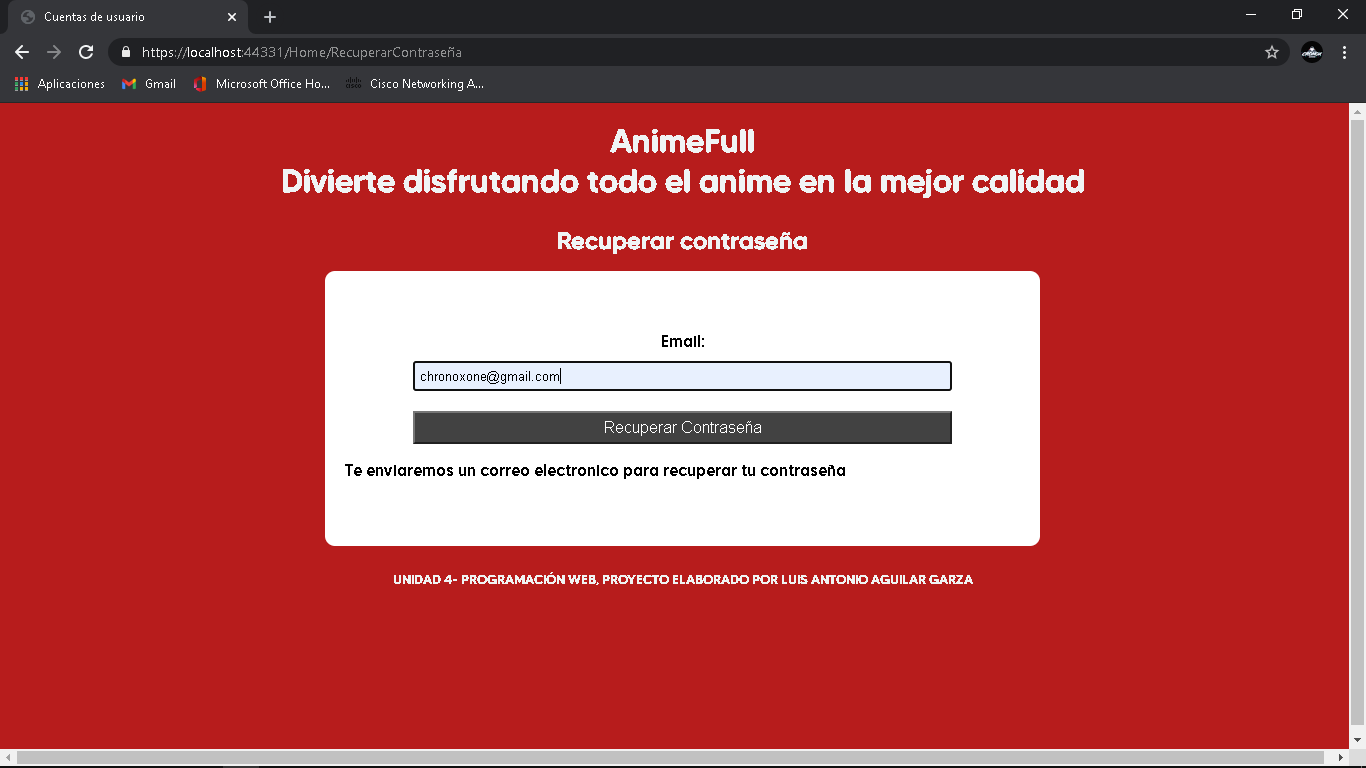 Cuentas de usuario
https://localhost:44331/Home/RecuperarContraseña
Aplicaciones
Gmail
Microsoft Office Ho...
Cisco Networking A...
AnimeFull
Divierte disfrutando todo el anime en la mejor calidad
Recuperar contraseña
Email:
chronoxone@gmail.com
Recuperar Contraseña
Te enviaremos un correo electronico para recuperar tu contraseña
UNIDAD 4- PROGRAMACIÓN WEB, PROYECTO ELABORADO POR LUIS ANTONIO AGUILAR GARZA